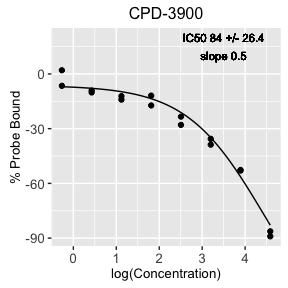 CPD-3900
IC50 84 +/- 26.4
slope 0.5
0
-30
-60
-90
% Probe Bound
0 1 2 3 4
log(Concentration)